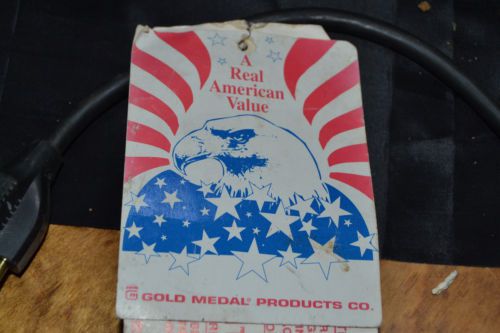 A
Real
American
Value
GOLD MEDAL® PRODUCTS CO.